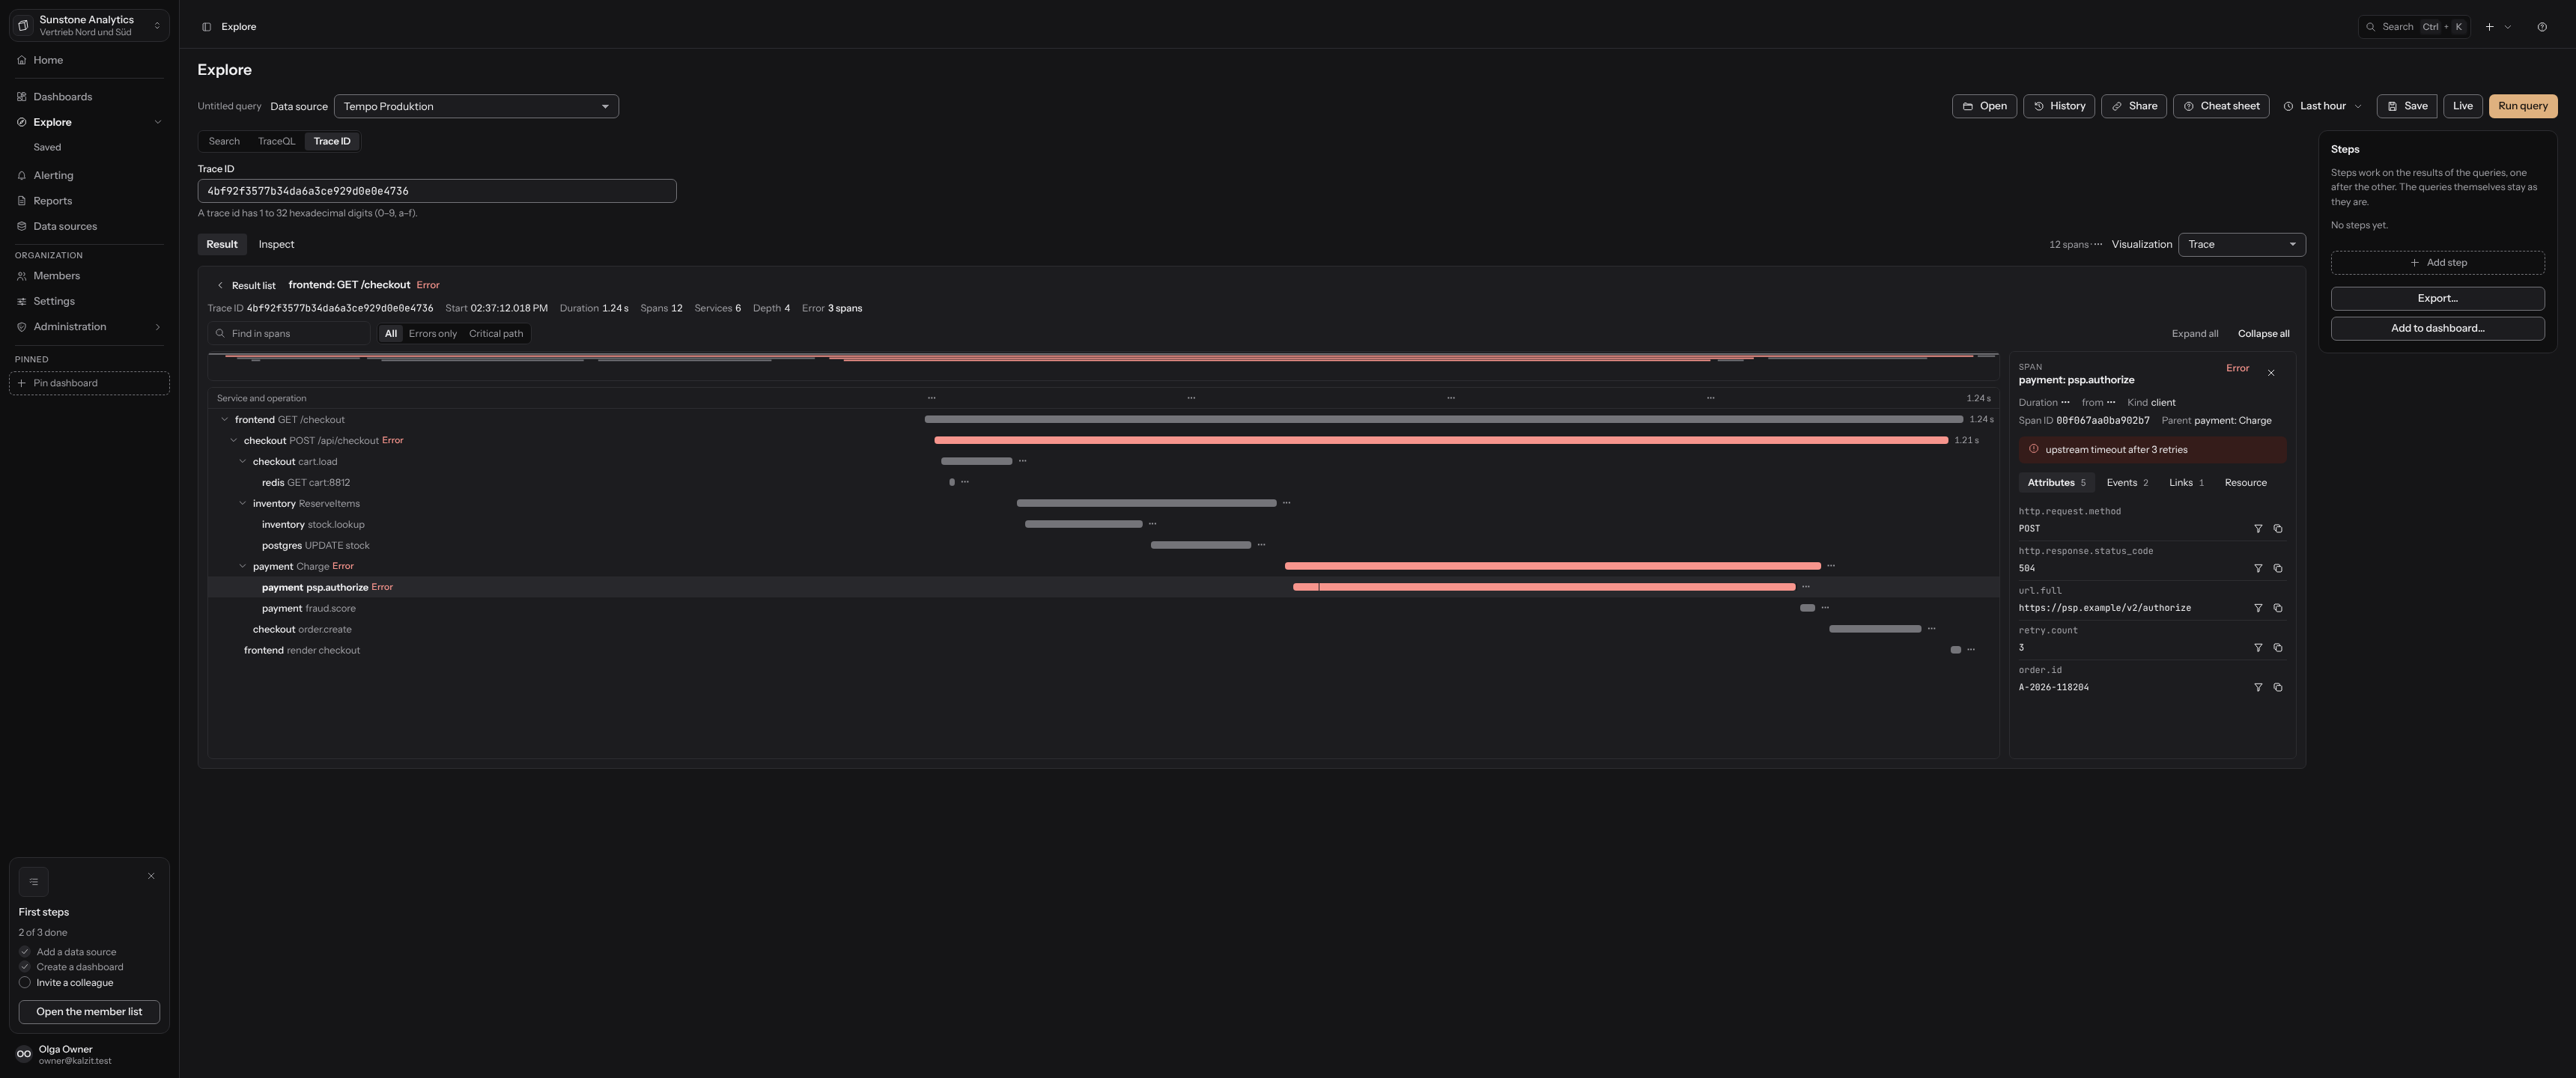 Sunstone Analytics
Vertrieb Nord und Süd
Home
Dashboards
Explore
Saved
Alerting
Reports
Data sources
ORGANIZATION
Members
Settings
Administration
PINNED
Pin dashboard
First steps
2 of 3 done
Add a data source
Create a dashboard
Invite a colleague
Open the member list
OO
Olga Owner
owner@kalzit.test
Explore
Search Ctrl + K
Explore
Untitled query Data source Tempo Produktion
Open History Share Cheat sheet Last hour Save Live Run query
Search TraceQL Trace ID
Trace ID
4bf92f3577b34da6a3ce929d0e0e4736
A trace id has 1 to 32 hexadecimal digits (0–9, a–f).
Result Inspect
12 spans · ··· Visualization Trace
Result list frontend: GET /checkout Error
Trace ID 4bf92f3577b34da6a3ce929d0e0e4736 Start 02:37:12.018 PM Duration 1.24 s Spans 12 Services 6 Depth 4 Error 3 spans
Find in spans All Errors only Critical path
Expand all Collapse all
Service and operation ··· ··· ··· ··· 1.24 s
frontend GET /checkout 1.24 s
checkout POST /api/checkout Error 1.21 s
checkout cart.load ···
redis GET cart:8812 ···
inventory ReserveItems ···
inventory stock.lookup ···
postgres UPDATE stock ···
payment Charge Error ···
payment psp.authorize Error ···
payment fraud.score ···
checkout order.create ···
frontend render checkout ···
SPAN
payment: psp.authorize Error
Duration ··· from ··· Kind client
Span ID 00f067aa0ba902b7 Parent payment: Charge
upstream timeout after 3 retries
Attributes 5 Events 2 Links 1 Resource
http.request.method
POST
http.response.status_code
504
url.full
https://psp.example/v2/authorize
retry.count
3
order.id
A-2026-118204
Steps
Steps work on the results of the queries, one
after the other. The queries themselves stay as
they are.
No steps yet.
Add step
Export...
Add to dashboard...